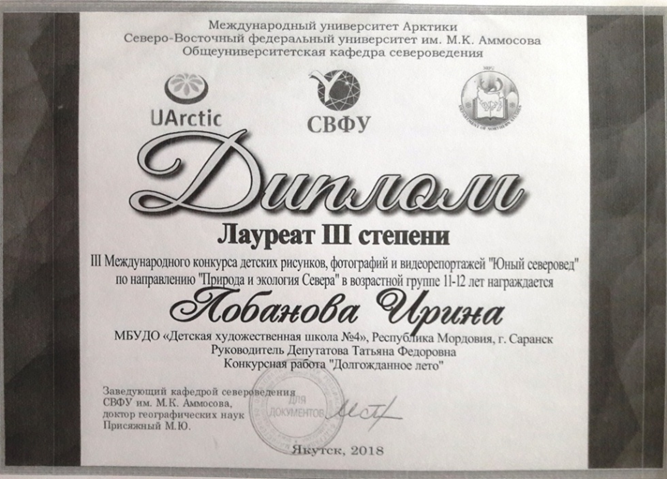 Международный университет Арктики
Северо-Восточный федеральный университет им. М.К. Аммосова
Общеуниверситетская кафедра североведения
UArctic
СВФУ
Диплом
Лауреат III степени
III Международного конкурса детских рисунков, фотографий и видеорепортажей "Юный северовед"
по направлению "Природа и экология Севера" в возрастной группе 11-12 лет награждается
Лобанова Ирина
МБУДО «Детская художественная школа №4», Республика Мордовия, г. Саранск
Руководитель Депутатова Татьяна Федоровна
Конкурсная работа "Долгожданное лето"
Заведующий кафедрой североведения
СВФУ им. М.К. Аммосова,
доктор географических наук
Присяжный М.Ю.
ДЛЯ
ДОКУМЕНТОВ
Якутск, 2018